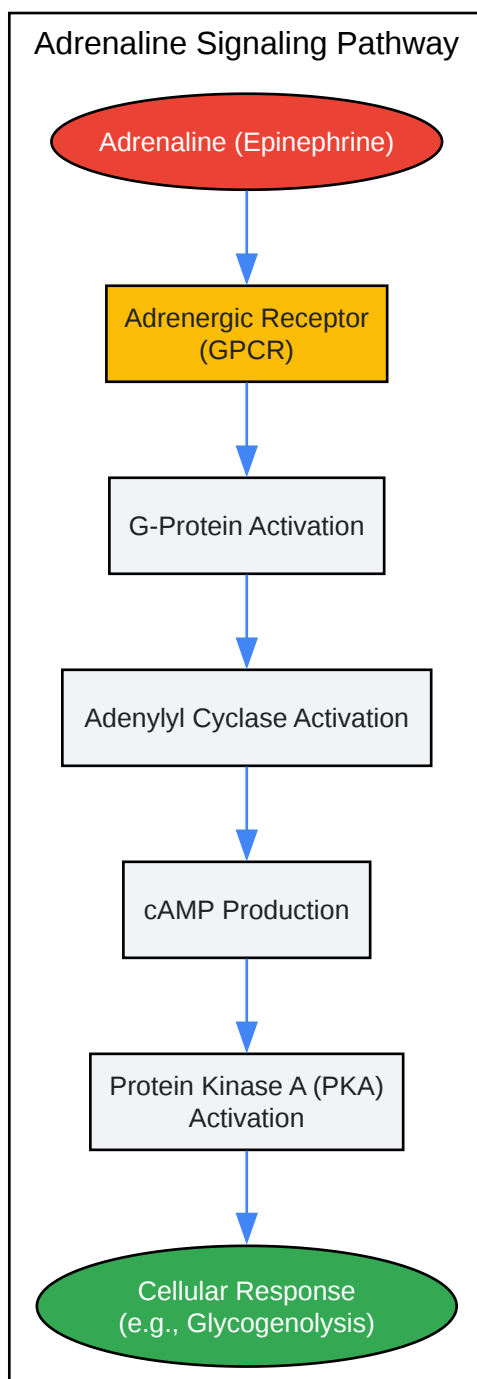 Adrenaline Signaling Pathway
Adrenaline (Epinephrine)
Adrenergic Receptor
(GPCR)
G-Protein Activation
Adenylyl Cyclase Activation
cAMP Production
Protein Kinase A (PKA)
Activation
Cellular Response
(e.g., Glycogenolysis)